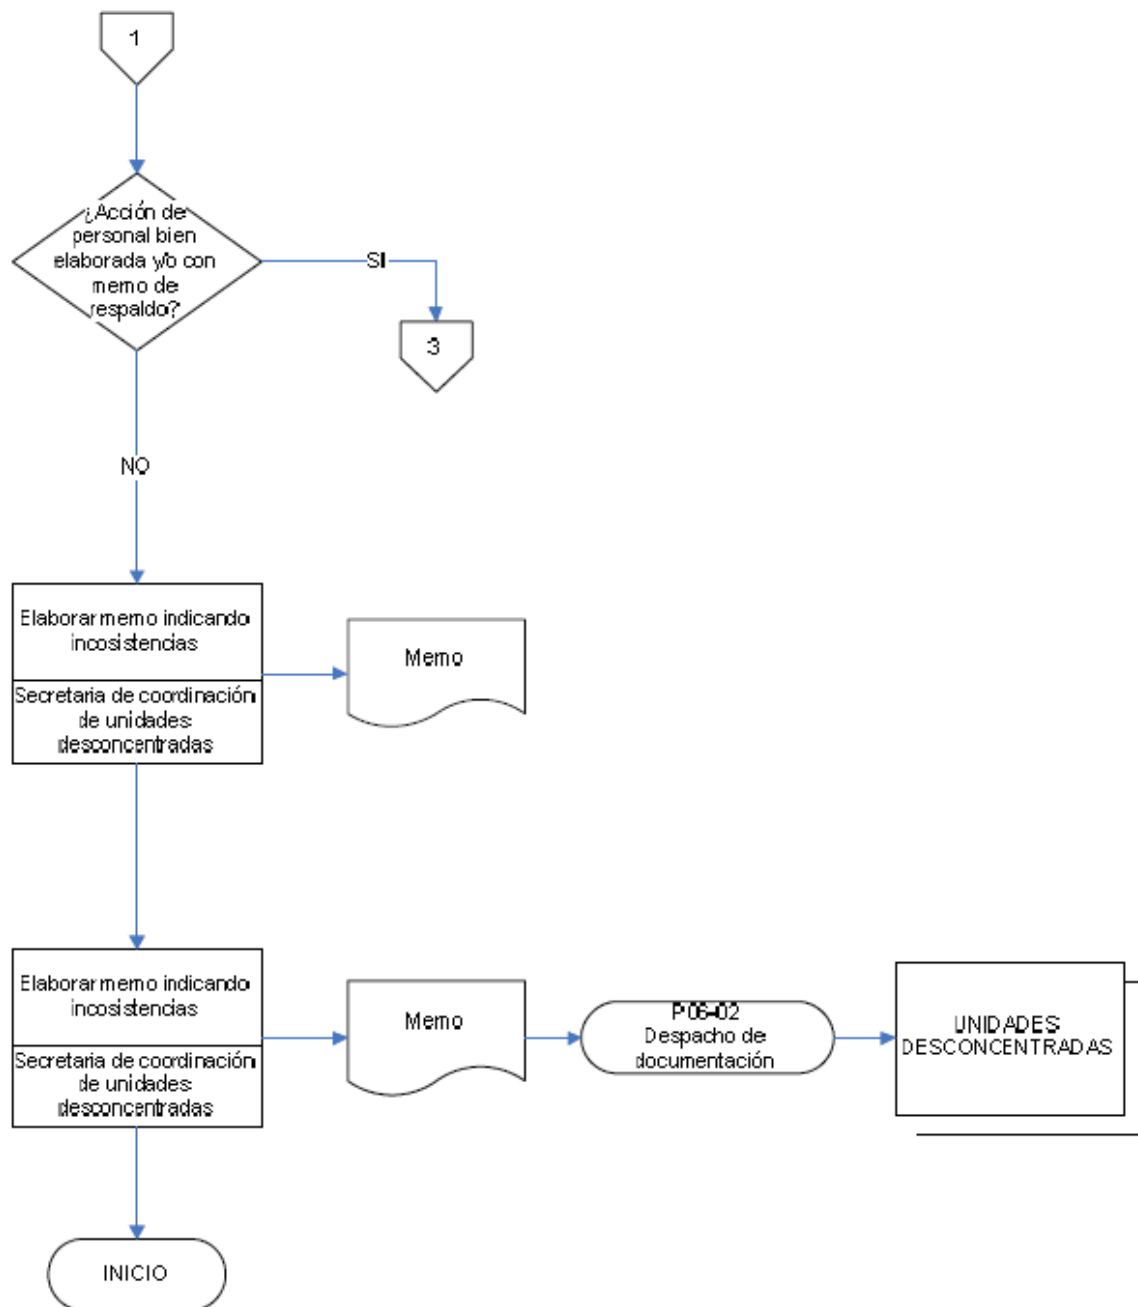 1
¿Acción de
personal bien
elaborada y/o con
memo de
respaldo?
SI
3
NO
Elaborar memo indicando
incosistencias
Secretaria de coordinación
de unidades
desconcentradas
Memo
Elaborar memo indicando
incosistencias
Secretaria de coordinación
de unidades
desconcentradas
Memo
P06-02
Despacho de
documentación
UNIDADES
DESCONCENTRADAS
INICIO